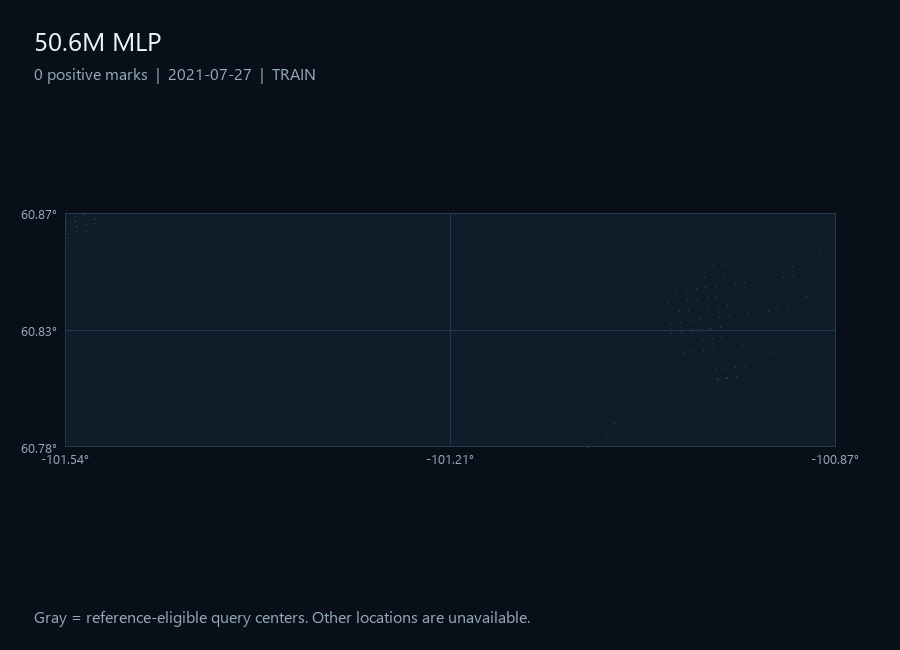 50.6M MLP
0 positive marks | 2021-07-27 | TRAIN
60.87°
60.83°
60.78°
-101.54°
-101.21°
-100.87°
Gray = reference-eligible query centers. Other locations are unavailable.